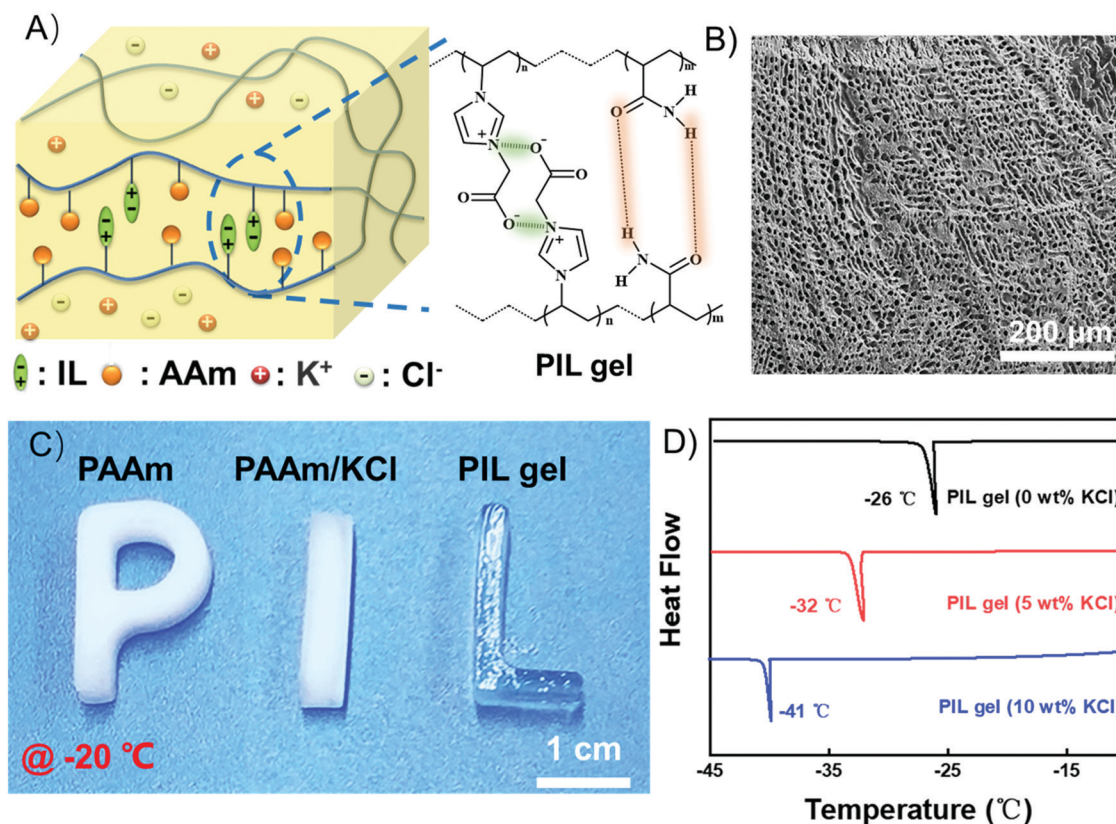 A)
n
m
N
+
N
O
-
O
O
-
O
N
+
N
n
m
O
N
H
H
H
N
H
O
PIL gel
: IL : AAm : K+ : Cl-
B)
200 μm
C)
PAAm PAAm/KCl PIL gel
@ -20 ℃
1 cm
D)
Heat Flow
-26 ℃ PIL gel (0 wt% KCl)
-32 ℃ PIL gel (5 wt% KCl)
-41 ℃ PIL gel (10 wt% KCl
-45 -35 -25 -15
Temperature (℃)